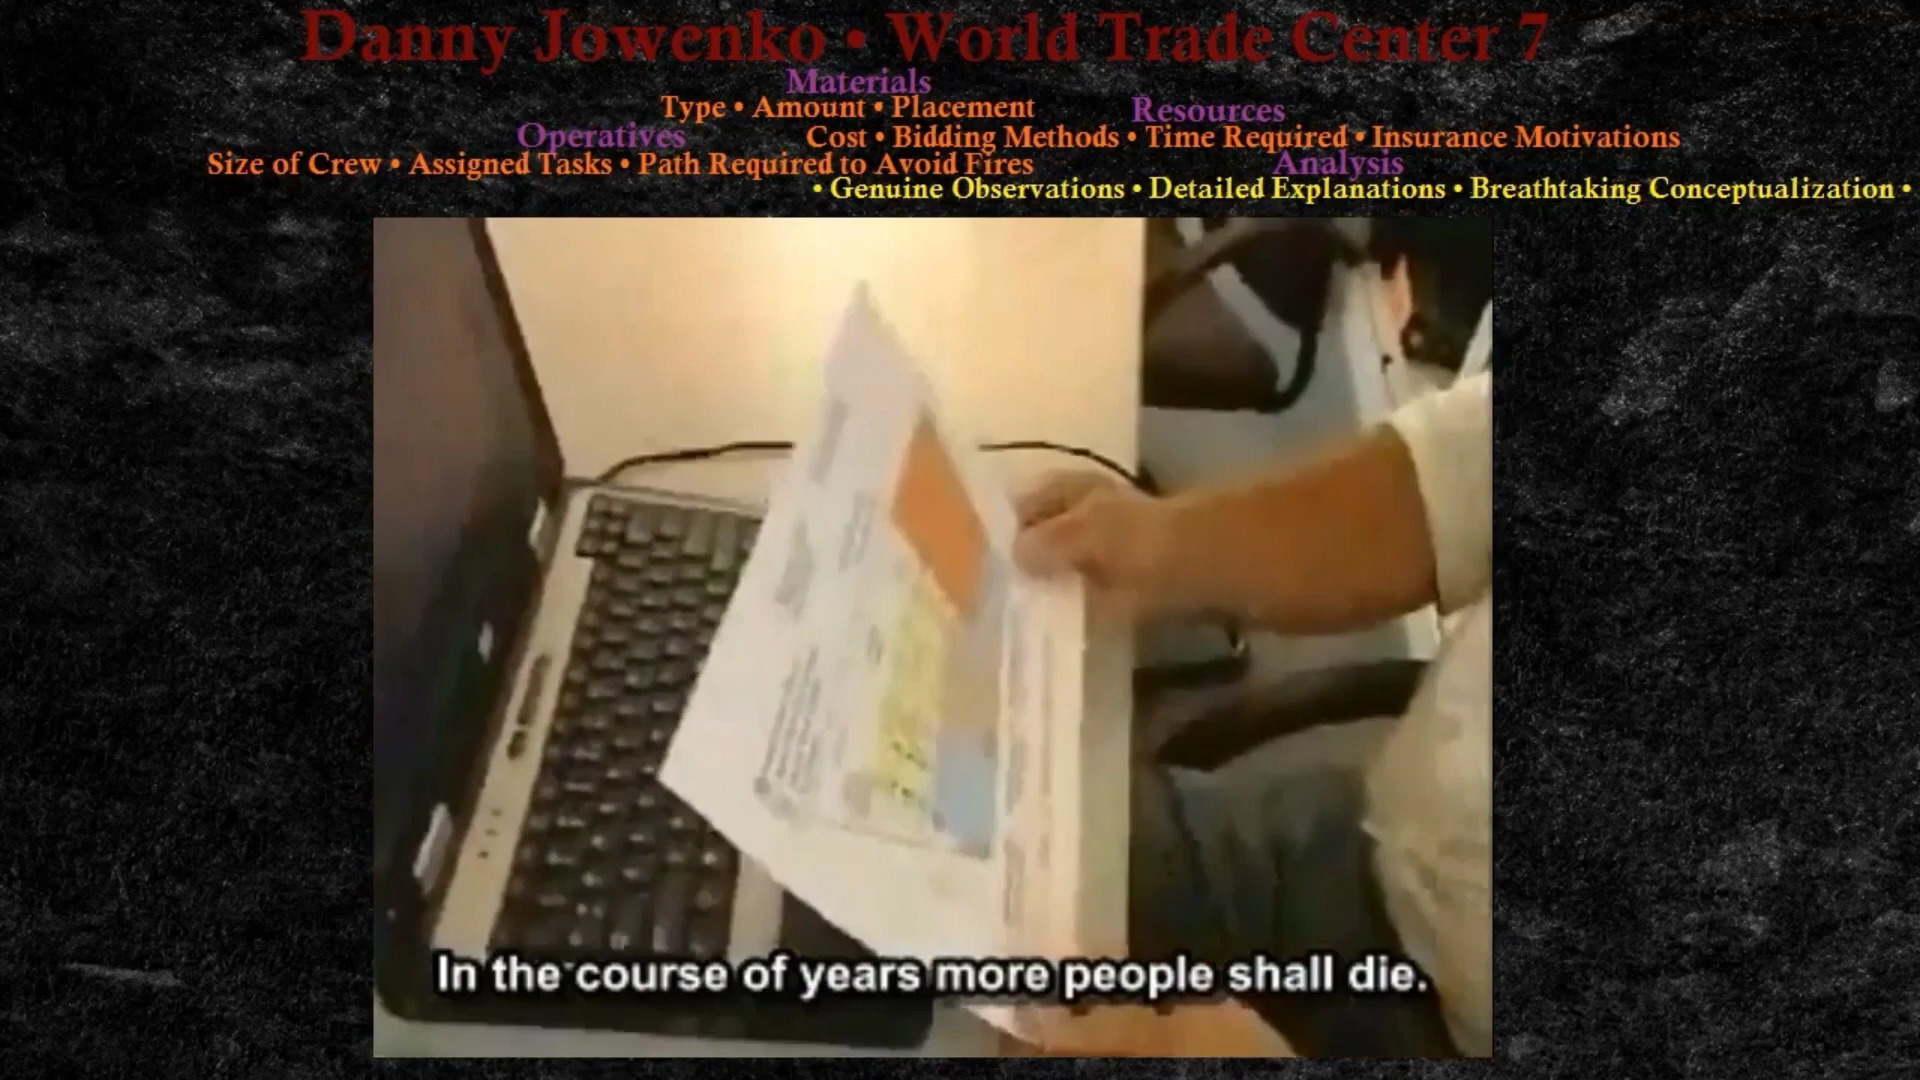 Danny Jowenko • World Trade Center 7
Materials
Type • Amount • Placement
Resources
Operatives
Cost • Bidding Methods • Time Required • Insurance Motivations
Size of Crew • Assigned Tasks • Path Required to Avoid Fires
Analysis
• Genuine Observations • Detailed Explanations • Breathtaking Conceptualization •
In the course of years more people shall die.